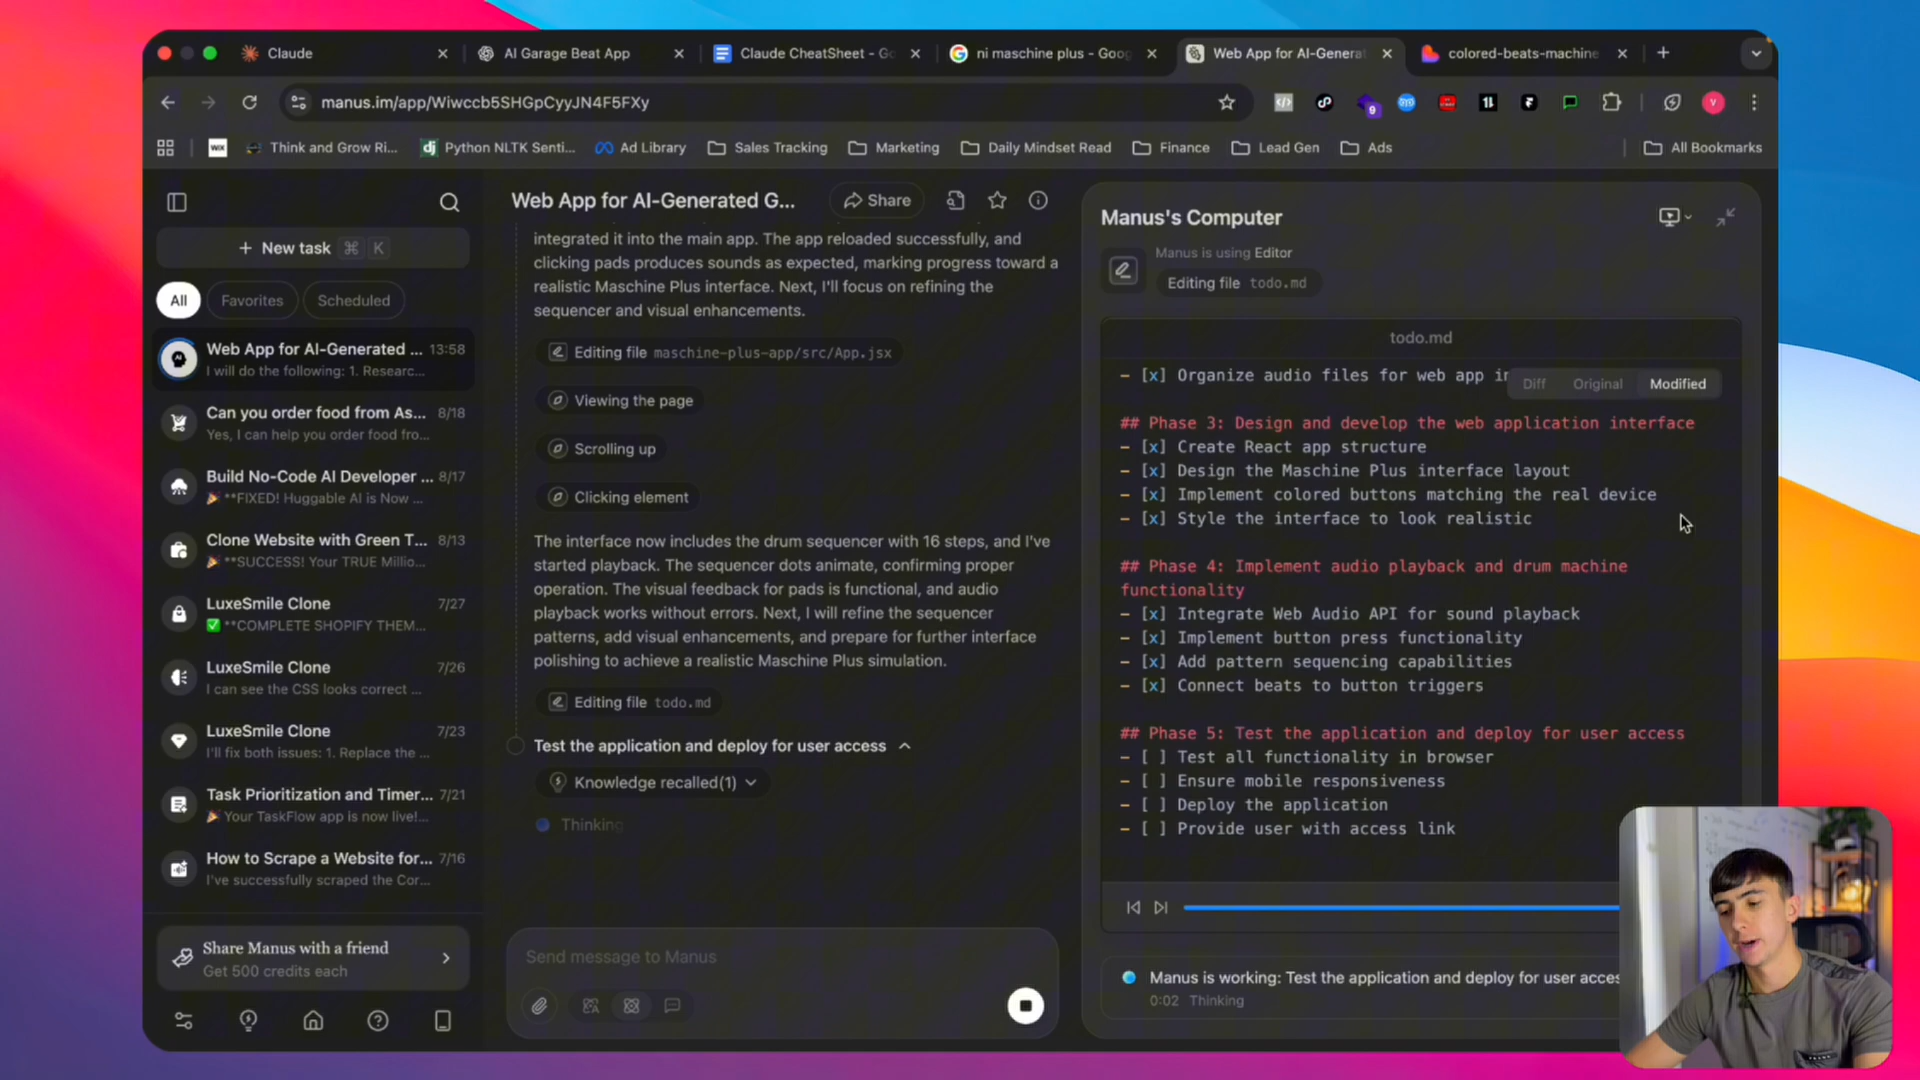 Claude
AI Garage Beat App
Claude CheatSheet - Go
ni maschine plus - Goog
Web App for AI-Genera
colored-beats-machine
manus.im/app/Wiwccb5SHGpCyyJN4F5FXy
9
V
WiX
Think and Grow Ri...
dj
Python NLTK Senti...
Ad Library
Sales Tracking
Marketing
Daily Mindset Read
Finance
Lead Gen
Ads
All Bookmarks
New task ⌘ K
All
Favorites
Scheduled
Web App for AI-Generated ... 13:58
I will do the following: 1. Researc...
Can you order food from As... 8/18
Yes, I can help you order food fro...
Build No-Code AI Developer ... 8/17
🎉 **FIXED! Huggable AI is Now ...
Clone Website with Green T... 8/13
🎉 **SUCCESS! Your TRUE Millio...
LuxeSmile Clone 7/27
✅ **COMPLETE SHOPIFY THEM...
LuxeSmile Clone 7/26
I can see the CSS looks correct ...
LuxeSmile Clone 7/23
I'll fix both issues: 1. Replace the ...
Task Prioritization and Timer... 7/21
🎉 Your TaskFlow app is now live!...
How to Scrape a Website for... 7/16
I've successfully scraped the Cor...
Share Manus with a friend
Get 500 credits each
Web App for AI-Generated G...
Share
integrated it into the main app. The app reloaded successfully, and
clicking pads produces sounds as expected, marking progress toward a
realistic Maschine Plus interface. Next, I'll focus on refining the
sequencer and visual enhancements.
Editing file maschine-plus-app/src/App.jsx
Viewing the page
Scrolling up
Clicking element
The interface now includes the drum sequencer with 16 steps, and I've
started playback. The sequencer dots animate, confirming proper
operation. The visual feedback for pads is functional, and audio
playback works without errors. Next, I will refine the sequencer
patterns, add visual enhancements, and prepare for further interface
polishing to achieve a realistic Maschine Plus simulation.
Editing file todo.md
Test the application and deploy for user access
Knowledge recalled(1)
Thinking
Send message to Manus
Manus's Computer
Manus is using Editor
Editing file todo.md
todo.md
Diff
Original
Modified
- [x] Organize audio files for web app in
## Phase 3: Design and develop the web application interface
- [x] Create React app structure
- [x] Design the Maschine Plus interface layout
- [x] Implement colored buttons matching the real device
- [x] Style the interface to look realistic
## Phase 4: Implement audio playback and drum machine
functionality
- [x] Integrate Web Audio API for sound playback
- [x] Implement button press functionality
- [x] Add pattern sequencing capabilities
- [x] Connect beats to button triggers
## Phase 5: Test the application and deploy for user access
- [ ] Test all functionality in browser
- [ ] Ensure mobile responsiveness
- [ ] Deploy the application
- [ ] Provide user with access link
Manus is working: Test the application and deploy for user acces
0:02 Thinking